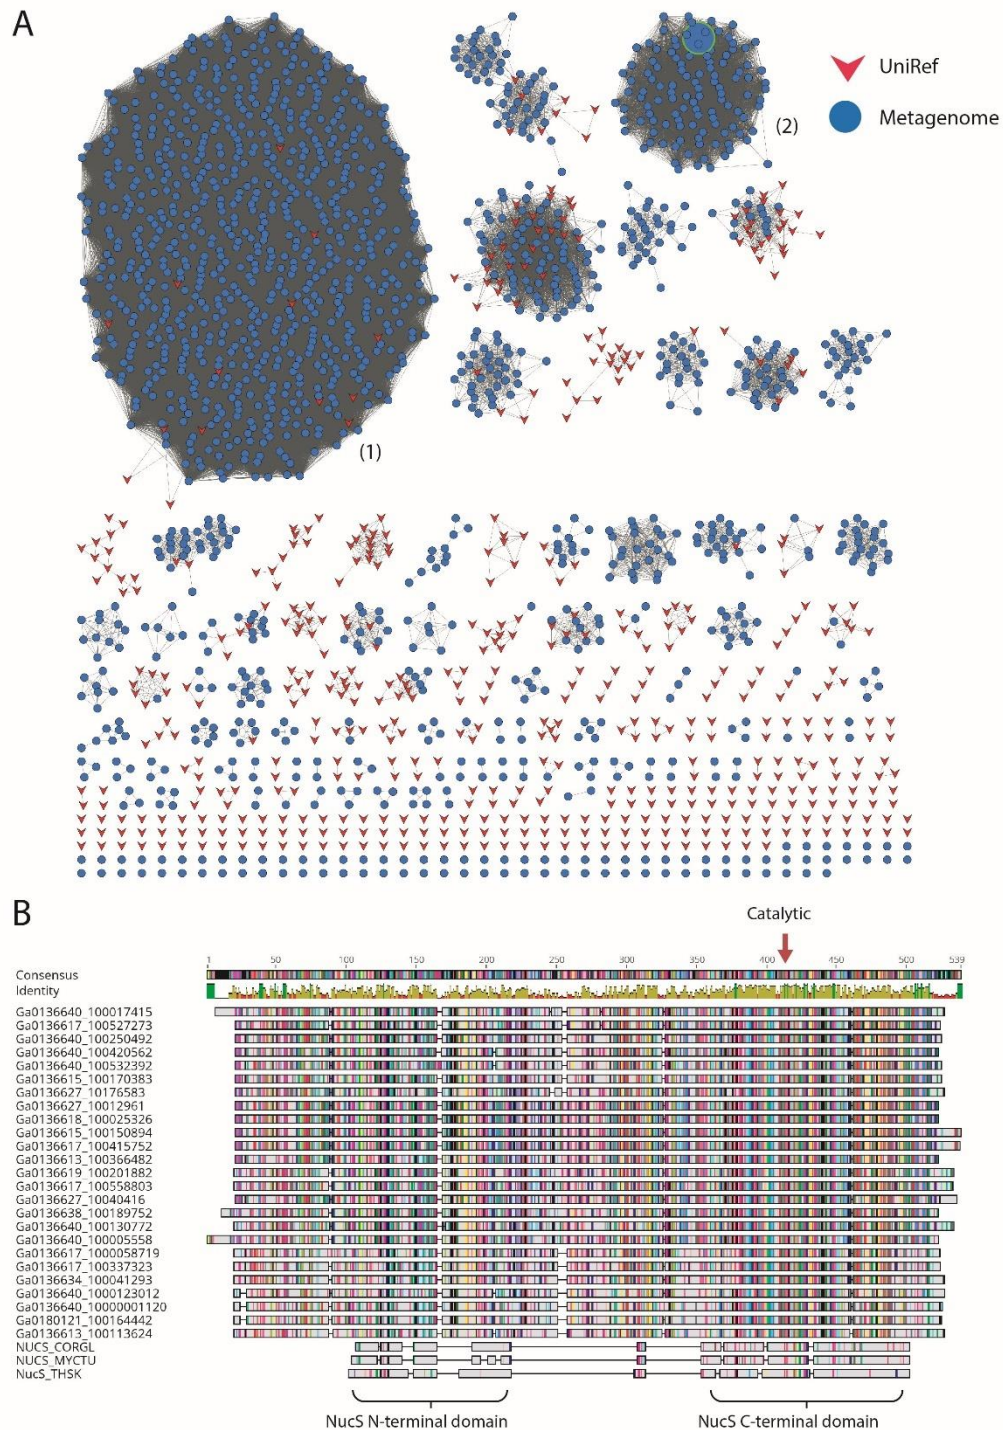 A
UniRef
Metagenome
(2)
(1)
B
Catalytic
1 50 100 150 200 250 300 350 400 450 500 539
Consensus
Identity
Ga0136640_100017415
Ga0136617_100527273
Ga0136640_100250492
Ga0136640_100420562
Ga0136640_100532392
Ga0136615_100170383
Ga0136627_10176583
Ga0136627_10012961
Ga0136618_100025326
Ga0136615_100150894
Ga0136617_100415752
Ga0136613_100366482
Ga0136619_100201882
Ga0136617_100558803
Ga0136627_10040416
Ga0136638_100189752
Ga0136640_100130772
Ga0136640_100005558
Ga0136617_1000058719
Ga0136617_100337323
Ga0136634_100041293
Ga0136640_1000123012
Ga0136640_10000001120
Ga0180121_100164442
Ga0136613_100113624
NUCS_CORGL
NUCS_MYCTU
NucS_THSK
NucS N-terminal domain NucS C-terminal domain